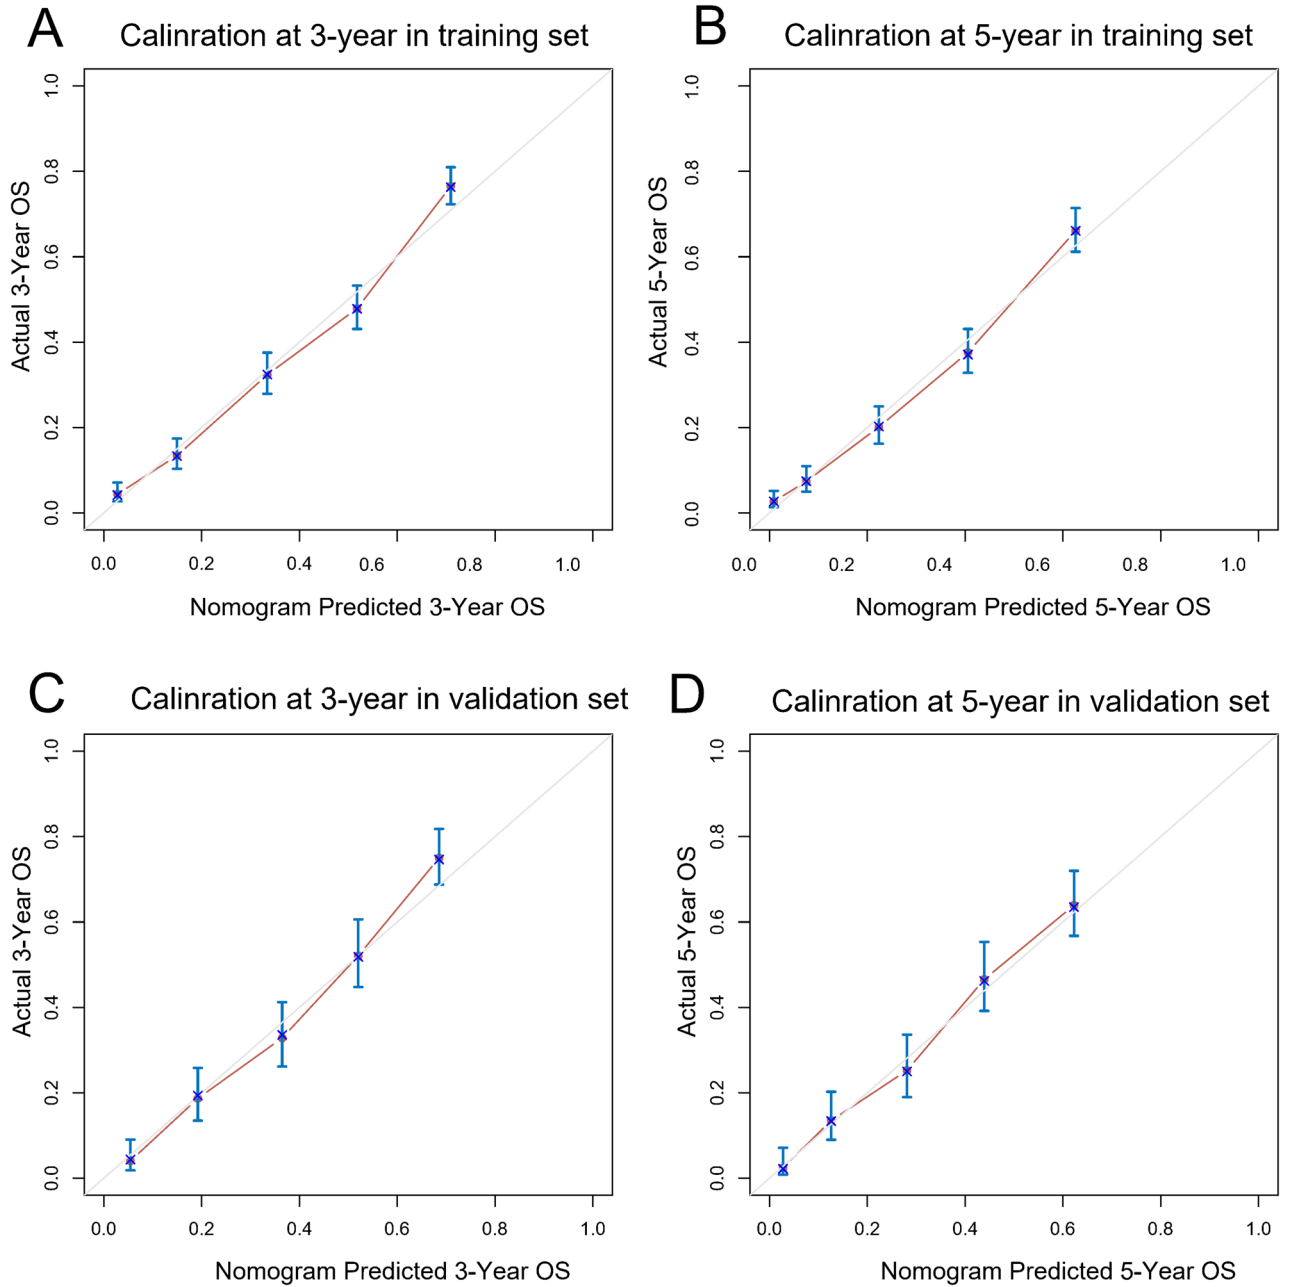 A
Calinration at 3-year in training set
Actual 3-Year OS
1.0
0.8
0.6
0.4
0.2
0.0
0.0 0.2 0.4 0.6 0.8 1.0
Nomogram Predicted 3-Year OS
B
Calinration at 5-year in training set
Actual 5-Year OS
1.0
0.8
0.6
0.4
0.2
0.0
0.0 0.2 0.4 0.6 0.8 1.0
Nomogram Predicted 5-Year OS
C
Calinration at 3-year in validation set
Actual 3-Year OS
1.0
0.8
0.6
0.4
0.2
0.0
0.0 0.2 0.4 0.6 0.8 1.0
Nomogram Predicted 3-Year OS
D
Calinration at 5-year in validation set
Actual 5-Year OS
1.0
0.8
0.6
0.4
0.2
0.0
0.0 0.2 0.4 0.6 0.8 1.0
Nomogram Predicted 5-Year OS